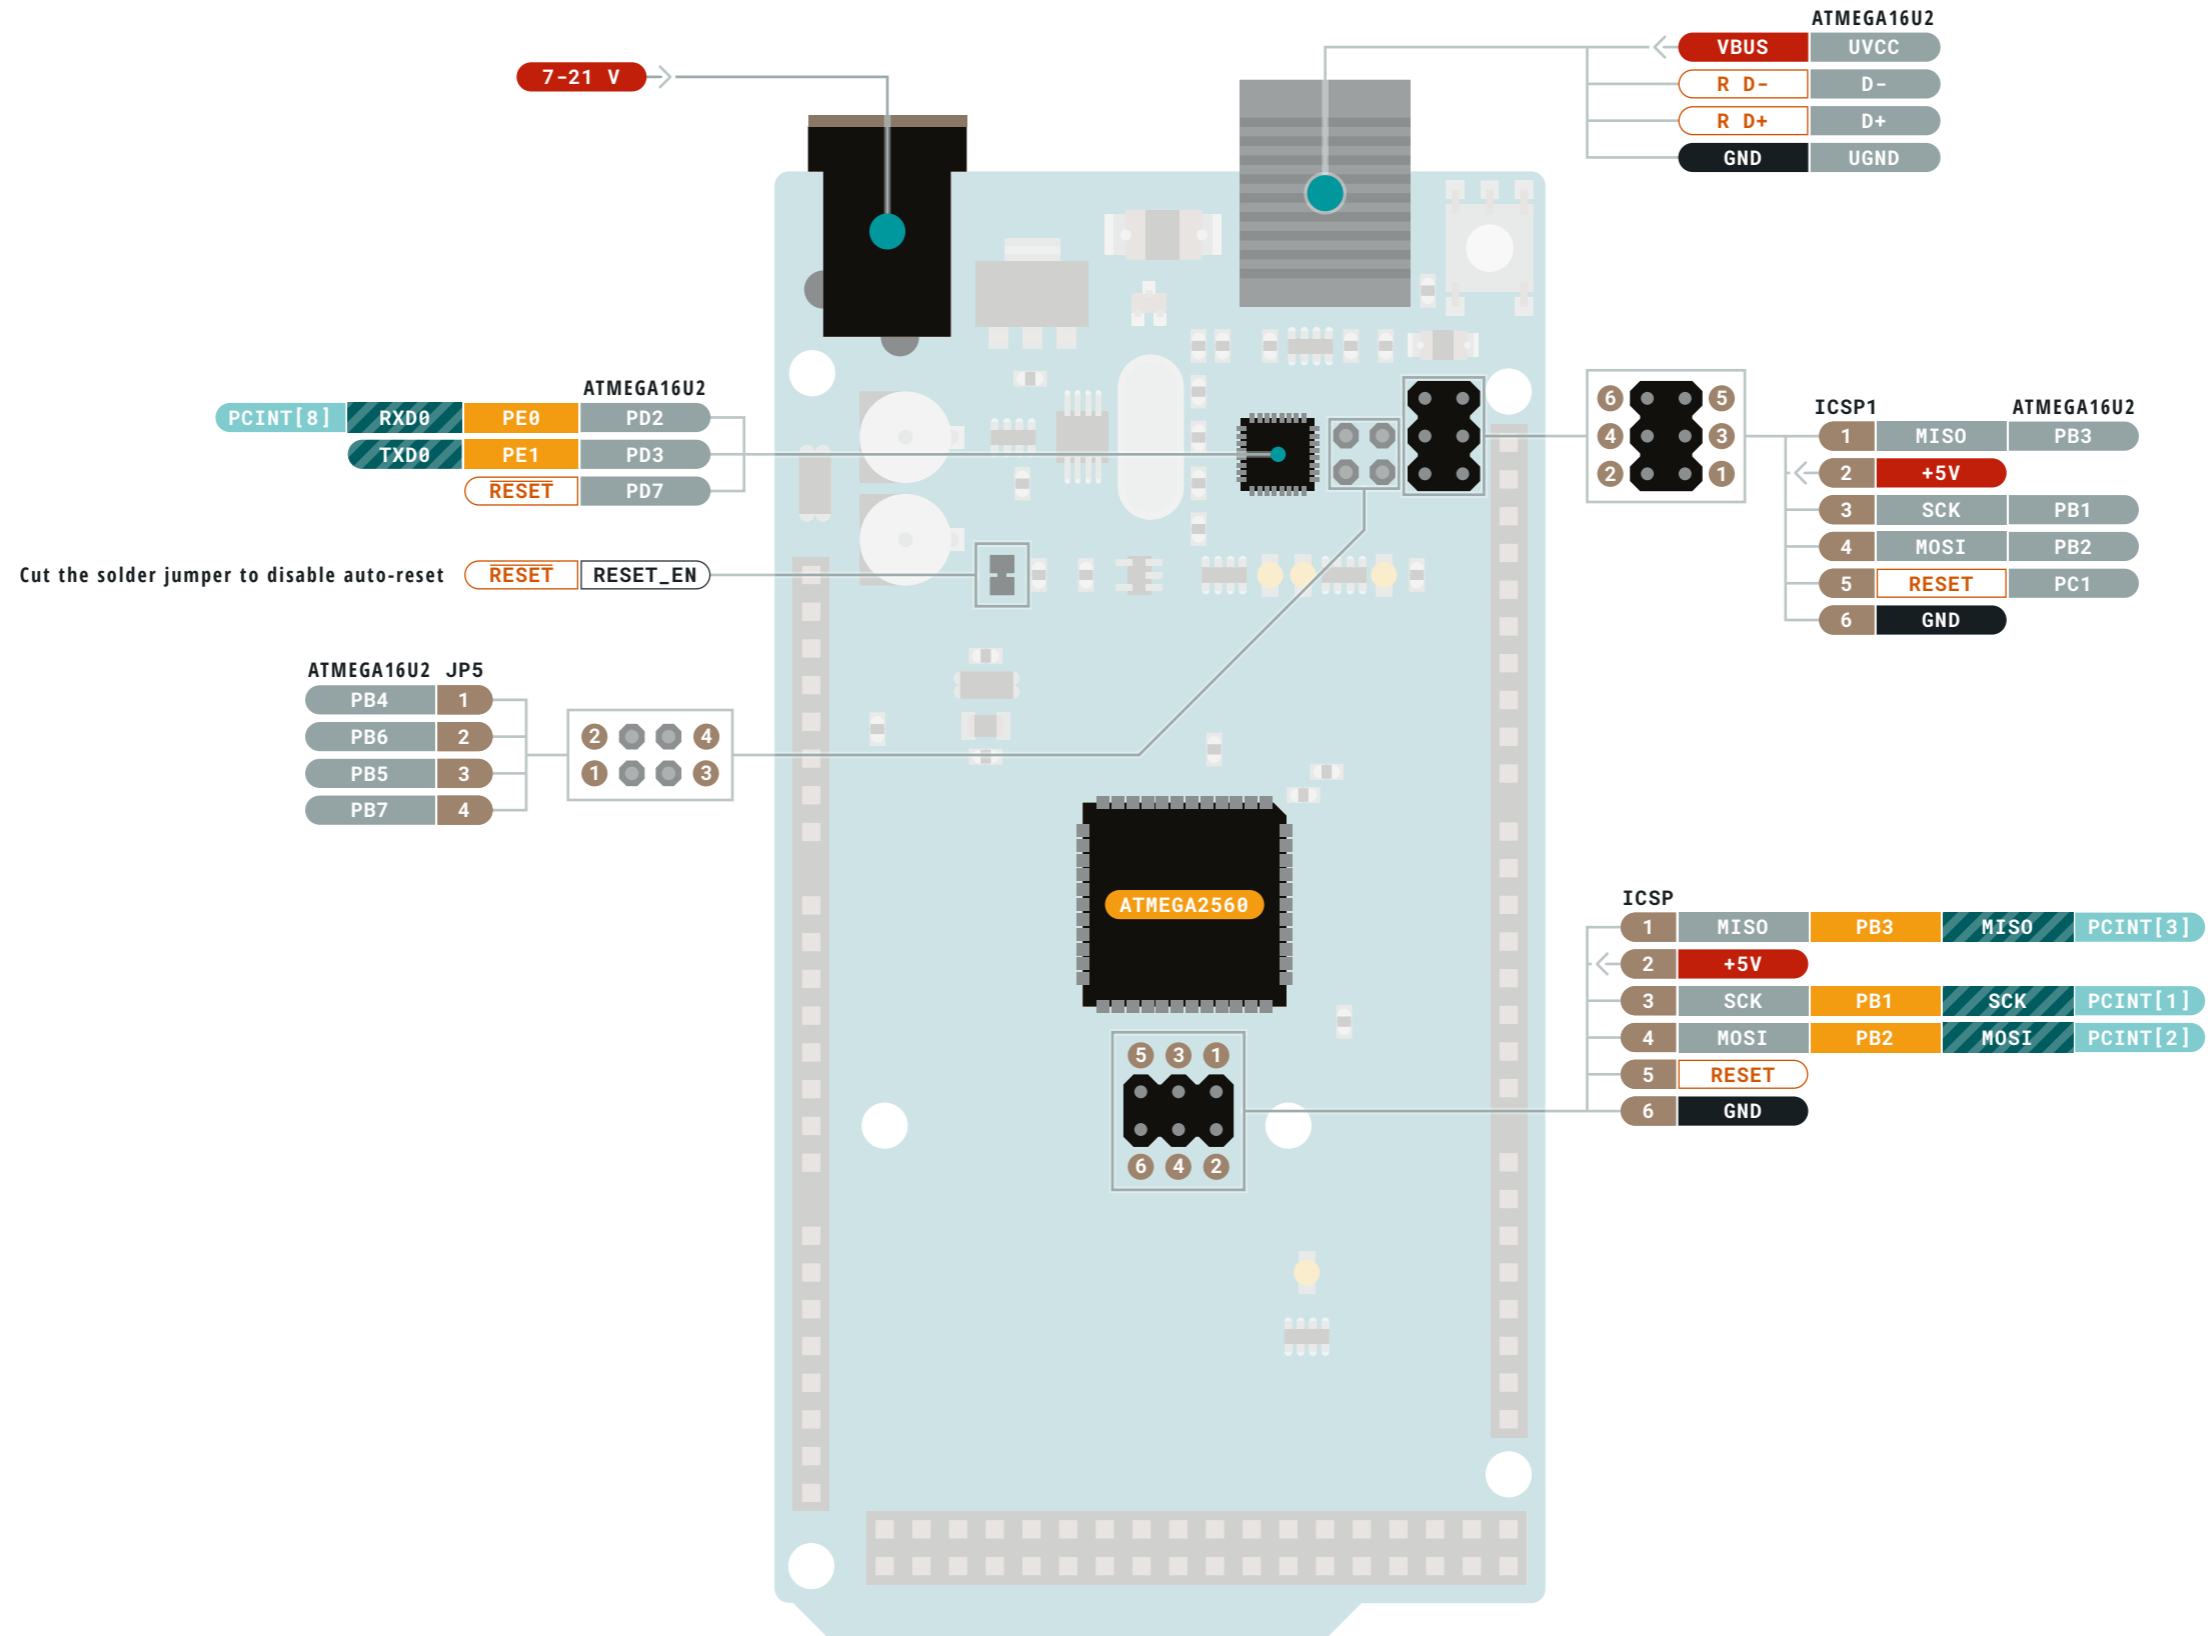 ATMEGA16U2
VBUS UVCC
R D- D-
R D+ D+
GND UGND
7-21 V
ATMEGA16U2
PCINT[8] RXD0 PE0 PD2
TXD0 PE1 PD3
RESET PD7
Cut the solder jumper to disable auto-reset RESET RESET_EN
ATMEGA16U2 JP5
PB4 1
PB6 2
PB5 3
PB7 4
2 4
1 3
6 5
4 3
2 1
ICSP1 ATMEGA16U2
1 MISO PB3
2 +5V
3 SCK PB1
4 MOSI PB2
5 RESET PC1
6 GND
ATMEGA2560
5 3 1
6 4 2
ICSP
1 MISO PB3 MISO PCINT[3]
2 +5V
3 SCK PB1 SCK PCINT[1]
4 MOSI PB2 MOSI PCINT[2]
5 RESET
6 GND